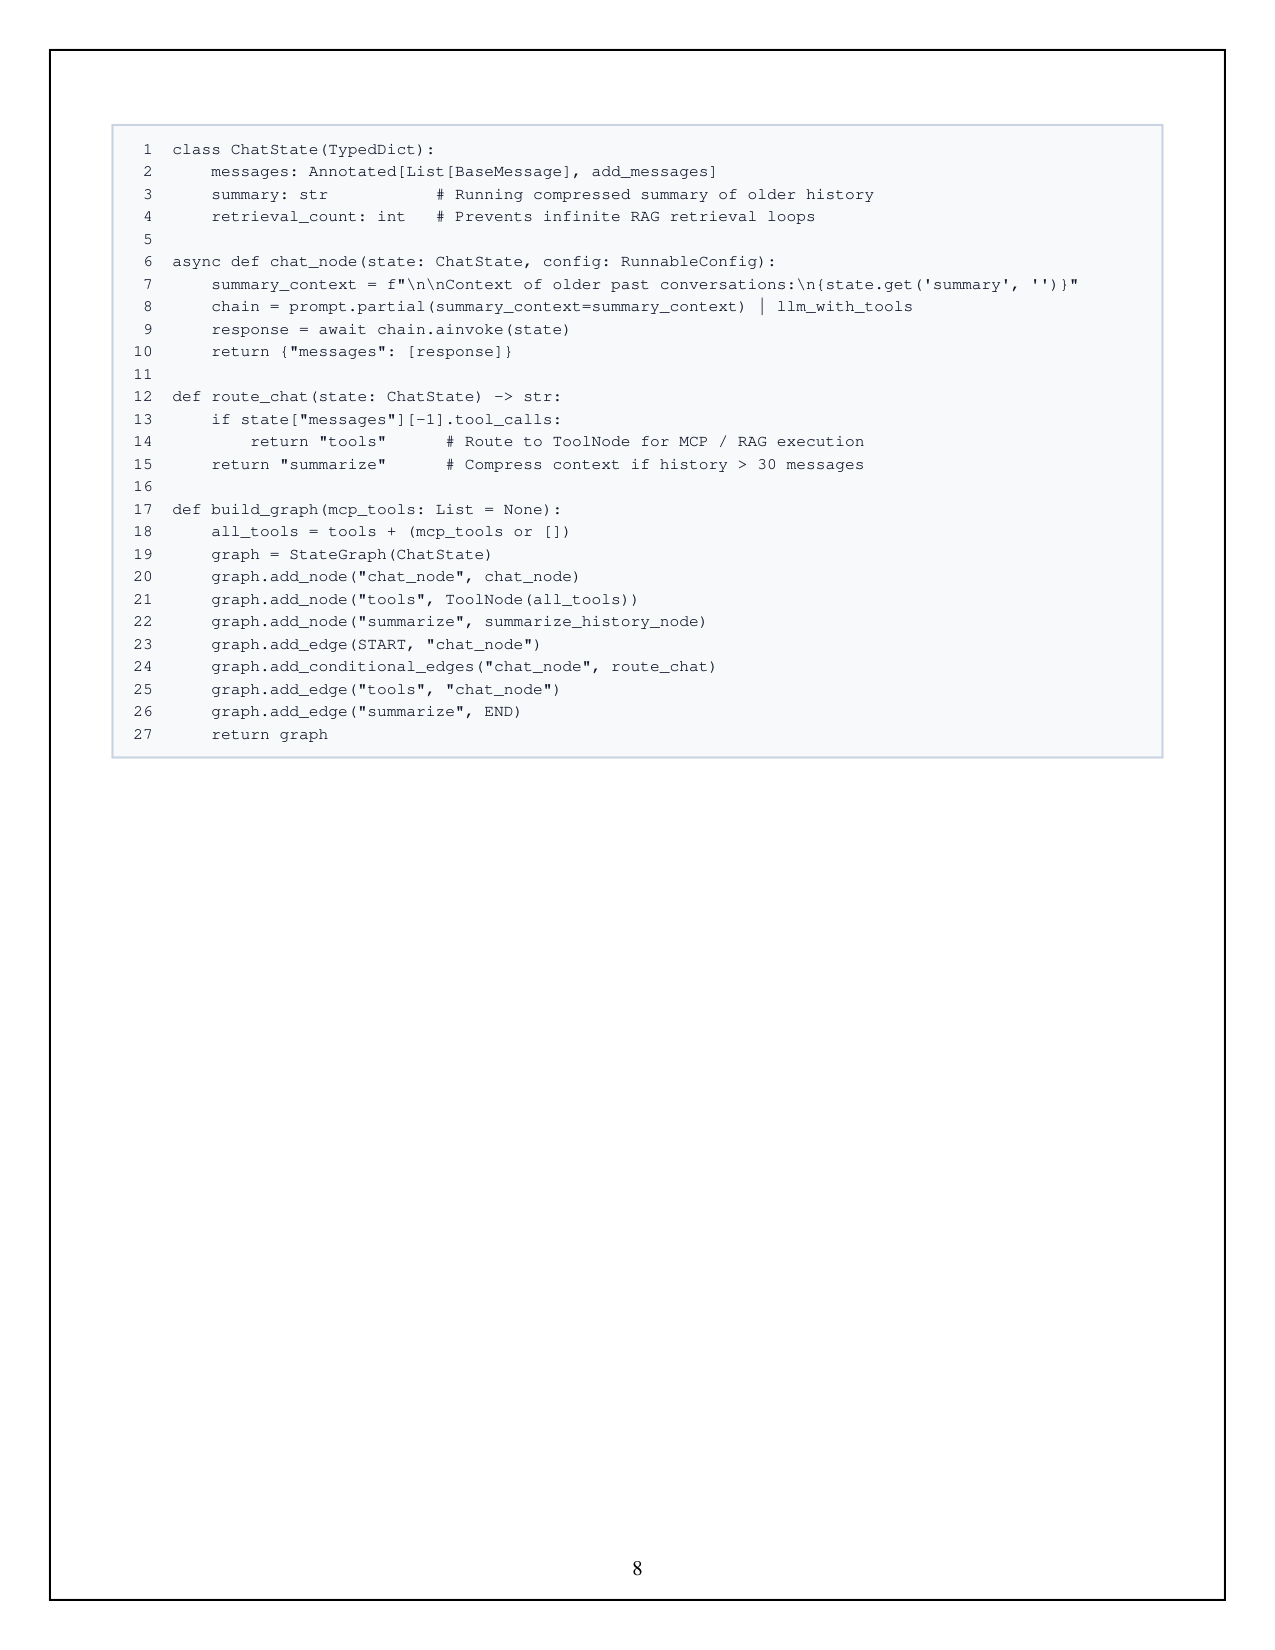 1 class ChatState(TypedDict):
2     messages: Annotated[List[BaseMessage], add_messages]
3     summary: str           # Running compressed summary of older history
4     retrieval_count: int   # Prevents infinite RAG retrieval loops
5
6 async def chat_node(state: ChatState, config: RunnableConfig):
7     summary_context = f"\n\nContext of older past conversations:\n{state.get('summary', '')}"
8     chain = prompt.partial(summary_context=summary_context) | llm_with_tools
9     response = await chain.ainvoke(state)
10     return {"messages": [response]}
11
12 def route_chat(state: ChatState) -> str:
13     if state["messages"][-1].tool_calls:
14         return "tools"      # Route to ToolNode for MCP / RAG execution
15     return "summarize"      # Compress context if history > 30 messages
16
17 def build_graph(mcp_tools: List = None):
18     all_tools = tools + (mcp_tools or [])
19     graph = StateGraph(ChatState)
20     graph.add_node("chat_node", chat_node)
21     graph.add_node("tools", ToolNode(all_tools))
22     graph.add_node("summarize", summarize_history_node)
23     graph.add_edge(START, "chat_node")
24     graph.add_conditional_edges("chat_node", route_chat)
25     graph.add_edge("tools", "chat_node")
26     graph.add_edge("summarize", END)
27     return graph
8